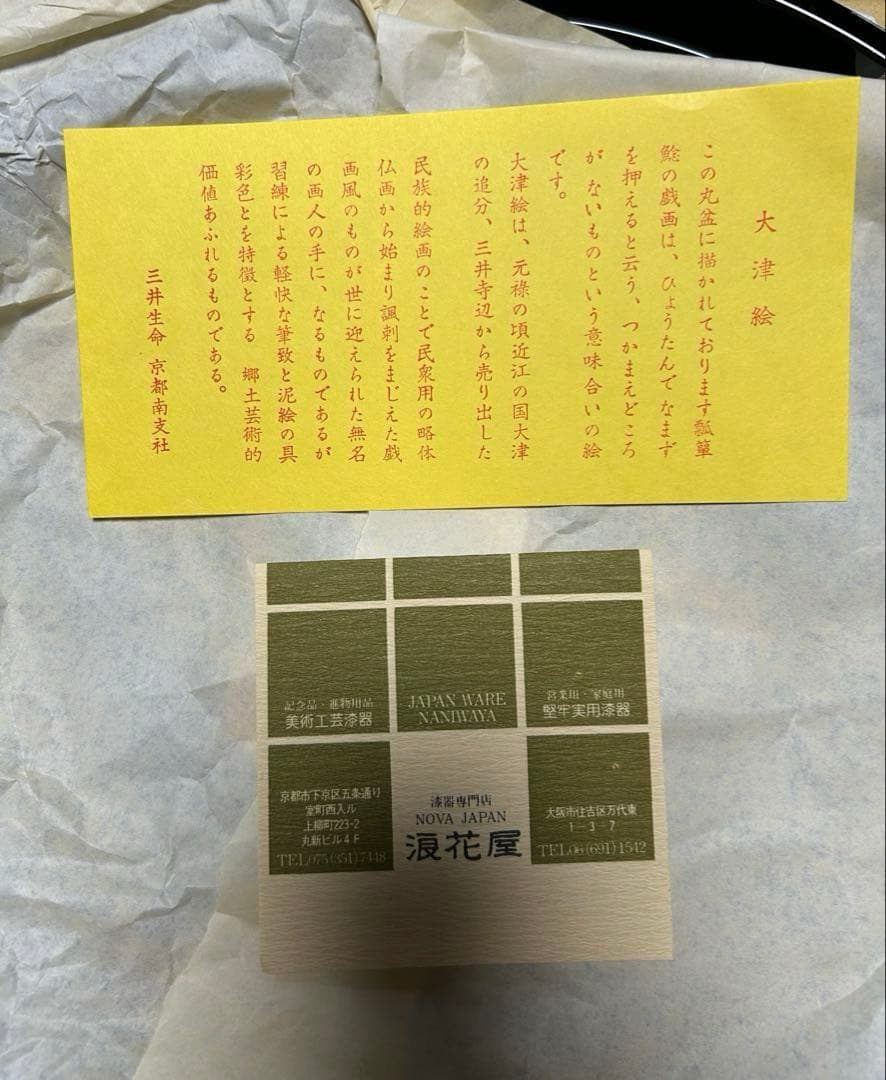 大津絵
この丸盆に描かれております瓢箪
鯰の戯画は、ひょうたんでなまず
を押えると云う、つかまえどころ
が ないものという意味合いの絵
です。
大津絵は、元禄の頃近江の国大津
の追分、三井寺辺から売り出した
民族的絵画のことで民衆用の略体
仏画から始まり諷刺をまじえた戯
画風のものが世に迎えられた無名
の画人の手に、なるものであるが
習練による軽快な筆致と泥絵の具
彩色とを特徴とする 郷土芸術的
価値あふれるものである。
三井生命 京都南支社
記念品・進物用品
美術工芸漆器
JAPAN WARE
NANIWAYA
営業用・家庭用
堅牢実用漆器
京都市下京区五条通り
室町西入ル
上柳町223-2
丸新ビル4F
TEL075(351)7448
漆器専門店
NOVA JAPAN
浪花屋
大阪市住吉区万代東
1-3-7
TEL06(691)1542